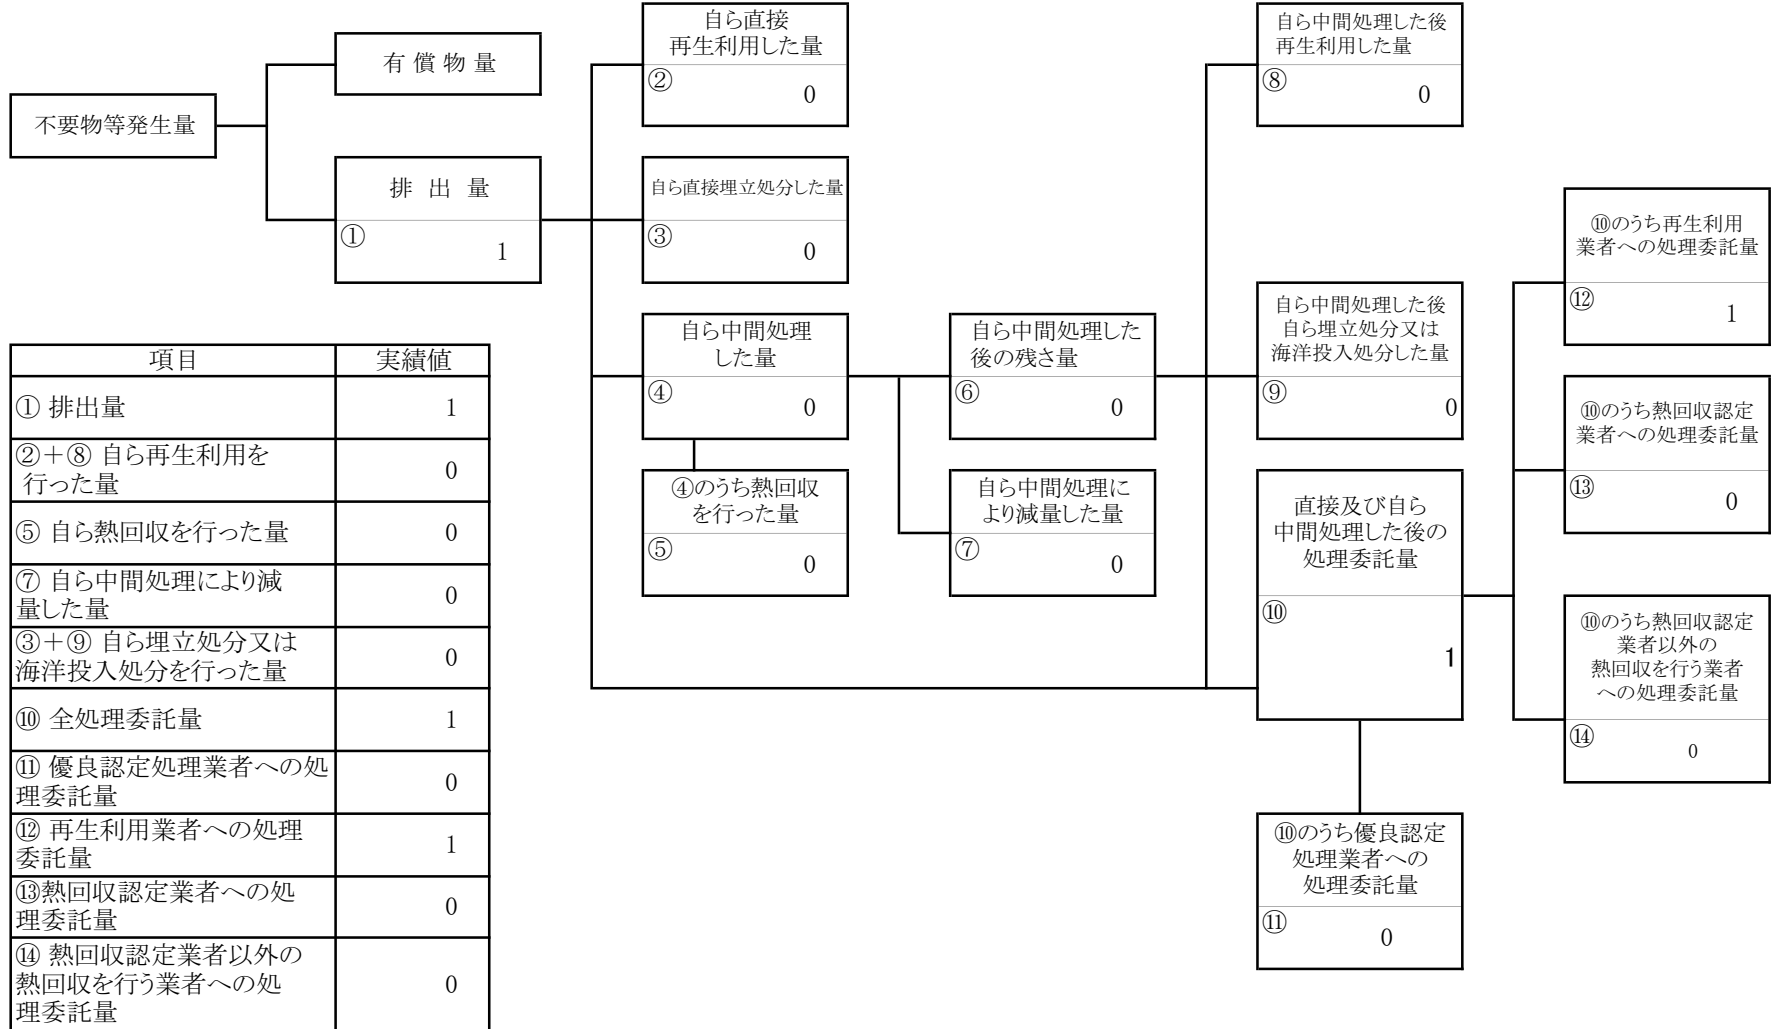 不要物等発生量
有 償 物 量
排 出 量
①
1
自ら直接
再生利用した量
②
0
自ら直接埋立処分した量
③
0
自ら中間処理
した量
④
0
④のうち熱回収
を行った量
⑤
0
自ら中間処理した
後の残さ量
⑥
0
自ら中間処理に
より減量した量
⑦
0
自ら中間処理した後
再生利用した量
⑧
0
自ら中間処理した後
自ら埋立処分又は
海洋投入処分した量
⑨
0
直接及び自ら
中間処理した後の
処理委託量
⑩
1
⑩のうち優良認定
処理業者への
処理委託量
⑪
0
⑩のうち再生利用
業者への処理委託量
⑫
1
⑩のうち熱回収認定
業者への処理委託量
⑬
0
⑩のうち熱回収認定
業者以外の
熱回収を行う業者
への処理委託量
⑭
0
項目 実績値
① 排出量 1
②＋⑧ 自ら再生利用を
行った量 0
⑤ 自ら熱回収を行った量 0
⑦ 自ら中間処理により減
量した量 0
③＋⑨ 自ら埋立処分又は
海洋投入処分を行った量 0
⑩ 全処理委託量 1
⑪ 優良認定処理業者への処
理委託量 0
⑫ 再生利用業者への処理
委託量 1
⑬熱回収認定業者への処
理委託量 0
⑭ 熱回収認定業者以外の
熱回収を行う業者への処
理委託量 0